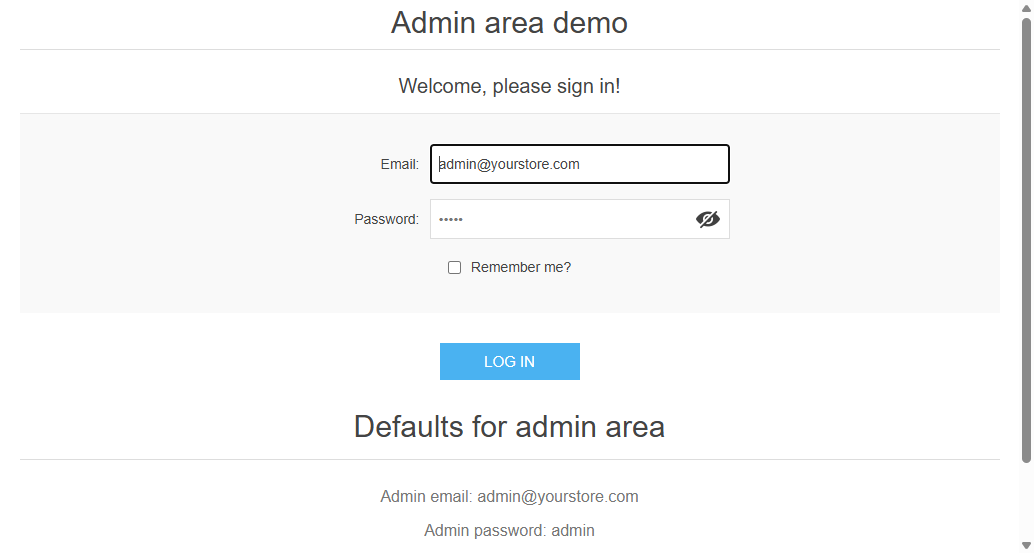 Admin area demo
Welcome, please sign in!
Email: admin@yourstore.com
Password: •••••
Remember me?
LOG IN
Defaults for admin area
Admin email: admin@yourstore.com
Admin password: admin